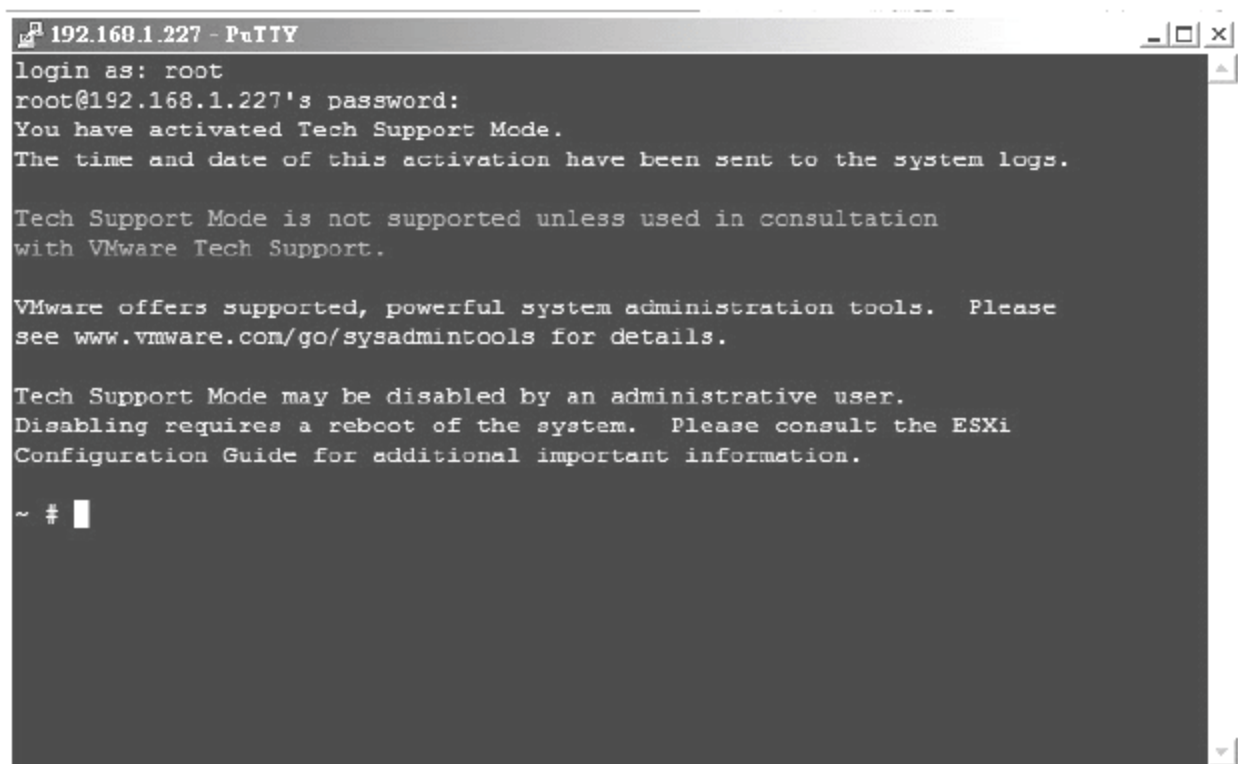 192.168.1.227 - PuTTY
login as: root
root@192.168.1.227's password:
You have activated Tech Support Mode.
The time and date of this activation have been sent to the system logs.
Tech Support Mode is not supported unless used in consultation
with VMware Tech Support.
VMware offers supported, powerful system administration tools.  Please
see www.vmware.com/go/sysadmintools for details.
Tech Support Mode may be disabled by an administrative user.
Disabling requires a reboot of the system.  Please consult the ESXi
Configuration Guide for additional important information.
~ #